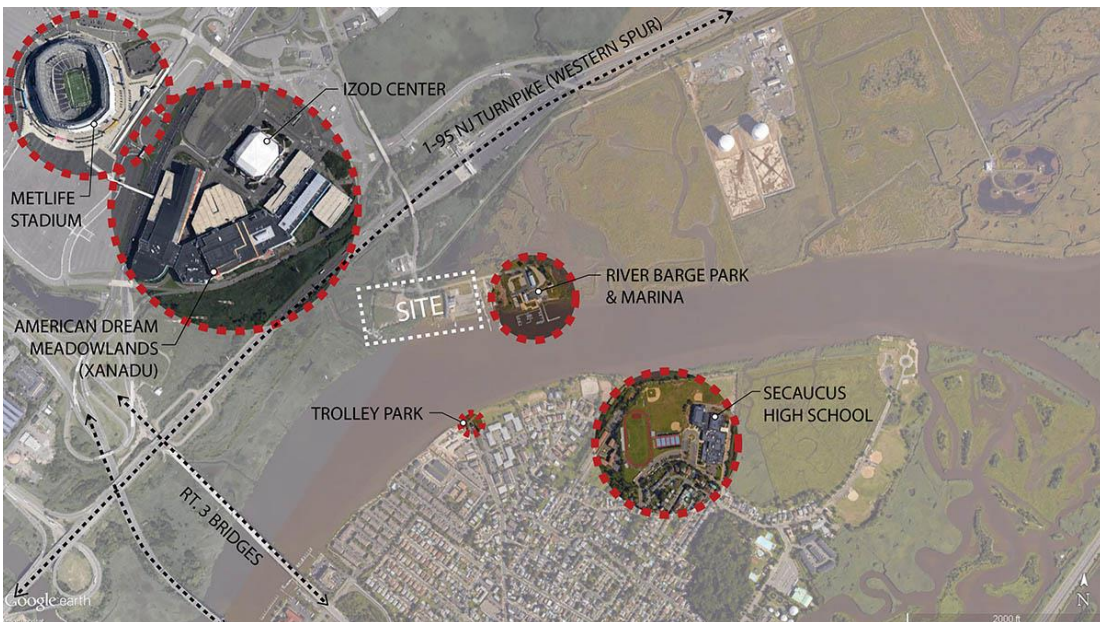 IZOD CENTER
1-95 NJ TURNPIKE (WESTERN SPUR)
METLIFE
STADIUM
RIVER BARGE PARK
& MARINA
SITE
AMERICAN DREAM
MEADOWLANDS
(XANADU)
TROLLEY PARK
SECAUCUS
HIGH SCHOOL
RT. 3 BRIDGES
Google earth
N
2000 ft